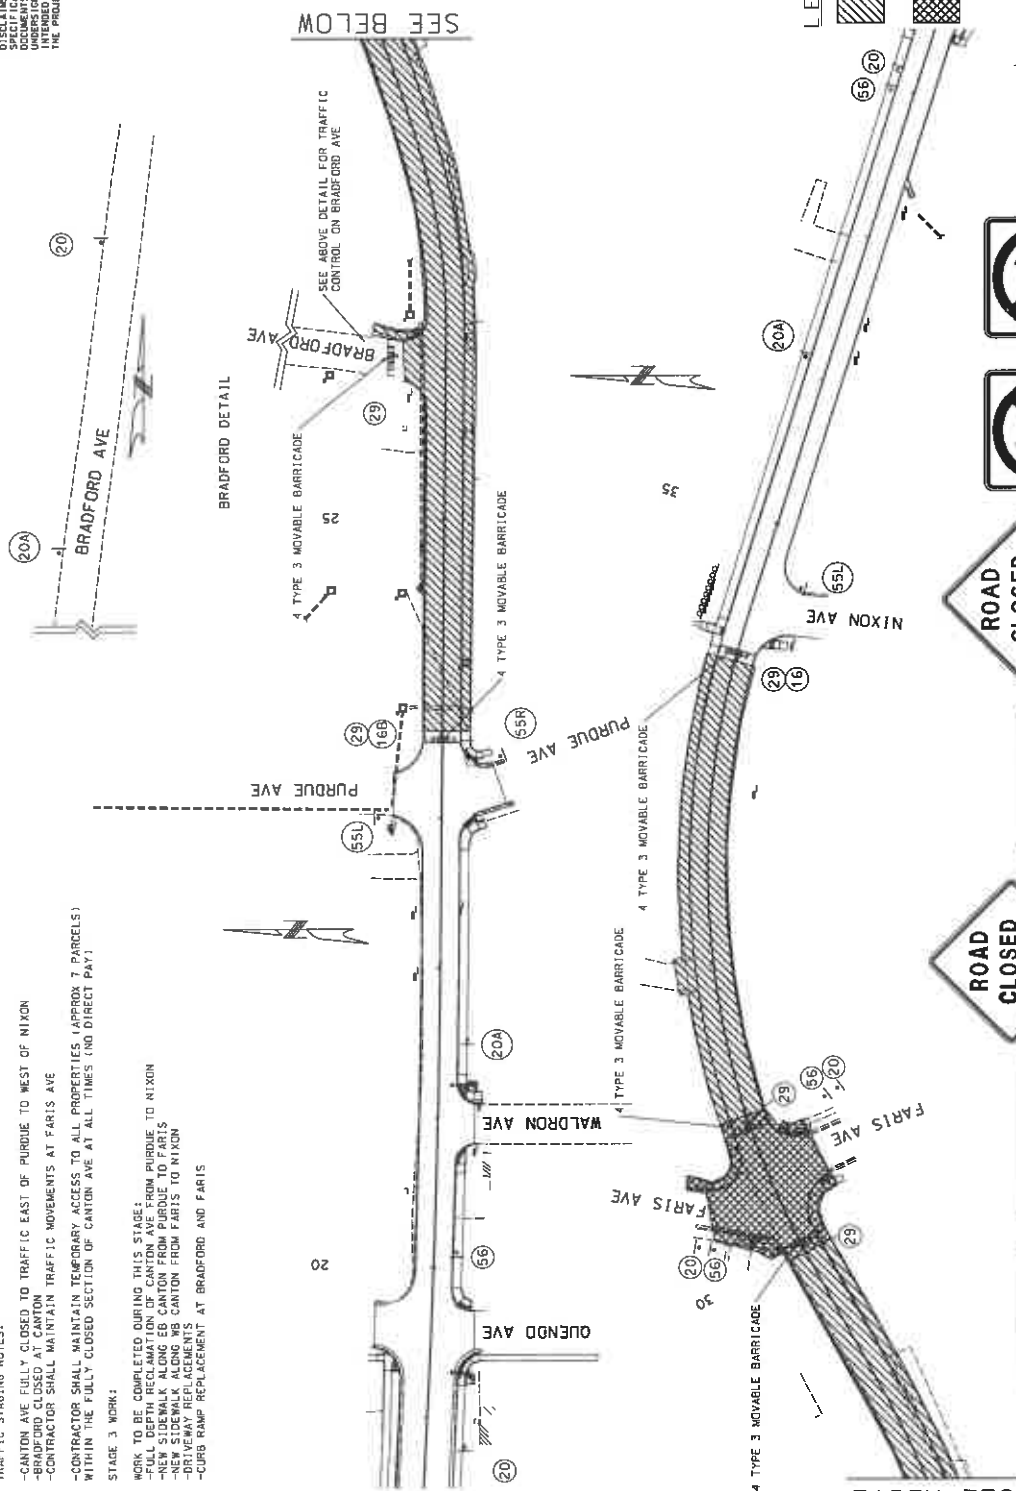 TRAFFIC STAGING NOTES:
-CANTON AVE FULLY CLOSED TO TRAFFIC EAST OF PURDUE TO WEST OF NIXON
-BRADFORD CLOSED AT CANTON
-CONTRACTOR SHALL MAINTAIN TRAFFIC MOVEMENTS AT FARIS AVE
-CONTRACTOR SHALL MAINTAIN TEMPORARY ACCESS TO ALL PROPERTIES (APPROX 7 PARCELS)
WITHIN THE FULLY CLOSED SECTION OF CANTON AVE AT ALL TIMES (NO DIRECT PAY)
STAGE 3 WORK:
WORK TO BE COMPLETED DURING THIS STAGE:
-FULL DEPTH RECLAMATION OF CANTON AVE FROM PURDUE TO NIXON
-NEW SIDEWALK ALONG EB CANTON FROM PURDUE TO FARIS
-NEW SIDEWALK ALONG WB CANTON FROM FARIS TO NIXON
-DRIVEWAY REPLACEMENTS
-CURB RAMP REPLACEMENT AT BRADFORD AND FARIS
20A
20
BRADFORD AVE
BRADFORD DETAIL
SPECIFICA
DOCUMENTS
UNDERSIG
INTENDED
THE PROJE
SEE BELOW
SEE ABOVE DETAIL FOR TRAFFIC
CONTROL ON BRADFORD AVE
BRADFORD AVE
4 TYPE 3 MOVABLE BARRICADE
29
25
29
16B
PURDUE AVE
55L
4 TYPE 3 MOVABLE BARRICADE
55R
PURDUE AVE
20
20A
WALDRON AVE
56
QUENDO AVE
20
4 TYPE 3 MOVABLE BARRICADE
FARIS AVE
20
56
30
4 TYPE 3 MOVABLE BARRICADE
29
29
56
20
FARIS AVE
4 TYPE 3 MOVABLE BARRICADE
29
16
NIXON AVE
55L
35
20A
56
20
LE
ROAD
CLOSED
ROAD